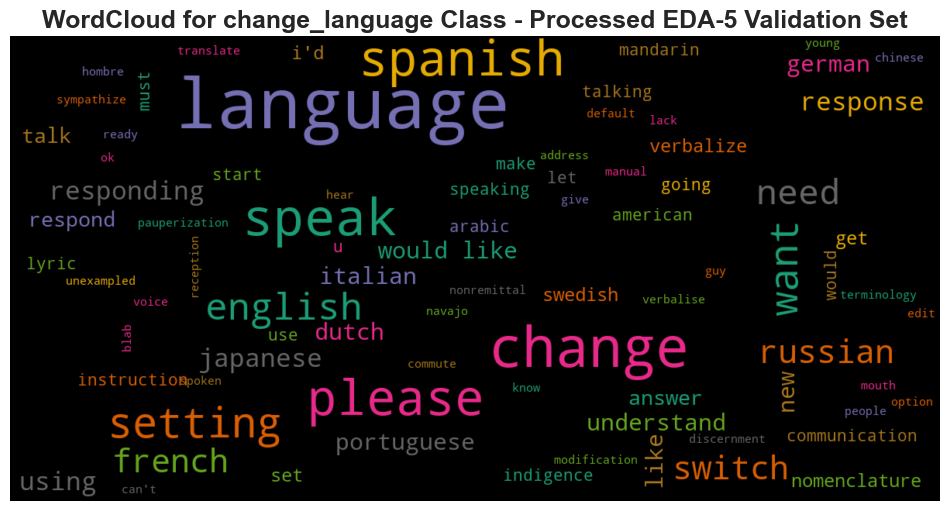 WordCloud for change_language Class - Processed EDA-5 Validation Set
translate
i'd
spanish
mandarin
young
german
chinese
hombre
must
language
talking
response
sympathize
default
lack
talk
ready
verbalize
ok
address
make
manual
start
let
going
need
responding
speaking
hear
give
speak
respond
pauperization
arabic
american
want
get
u
would like
lyric
reception
italian
would
unexampled
guy
nonremittal
swedish
verbalise
terminology
voice
english
navajo
edit
blab
use
dutch
change
japanese
commute
russian
instruction
spoken
please
know
new
mouth
answer
option
setting
understand
people
portuguese
like
discernment
communication
french
modification
switch
using
set
indigence
nomenclature
can't